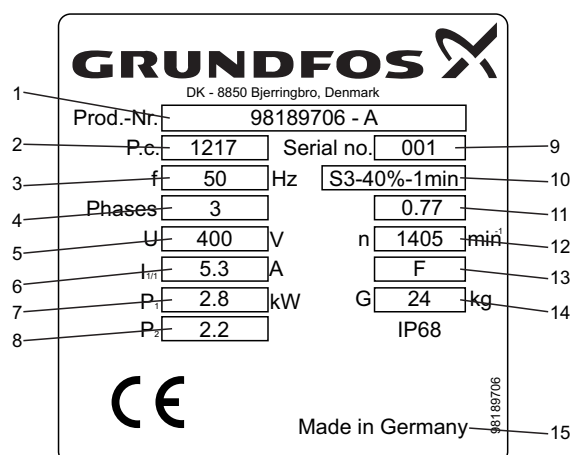 GRUNDFOS
DK - 8850 Bjerringbro, Denmark
1 Prod.-Nr. 98189706 - A
2 P.c. 1217 Serial no. 001 9
3 f 50 Hz S3-40%-1min 10
4 Phases 3 0.77 11
5 U 400 V n 1405 min-1 12
6 I1/1 5.3 A F 13
7 P1 2.8 kW G 24 kg 14
8 P2 2.2 IP68
CE
98189706
Made in Germany 15